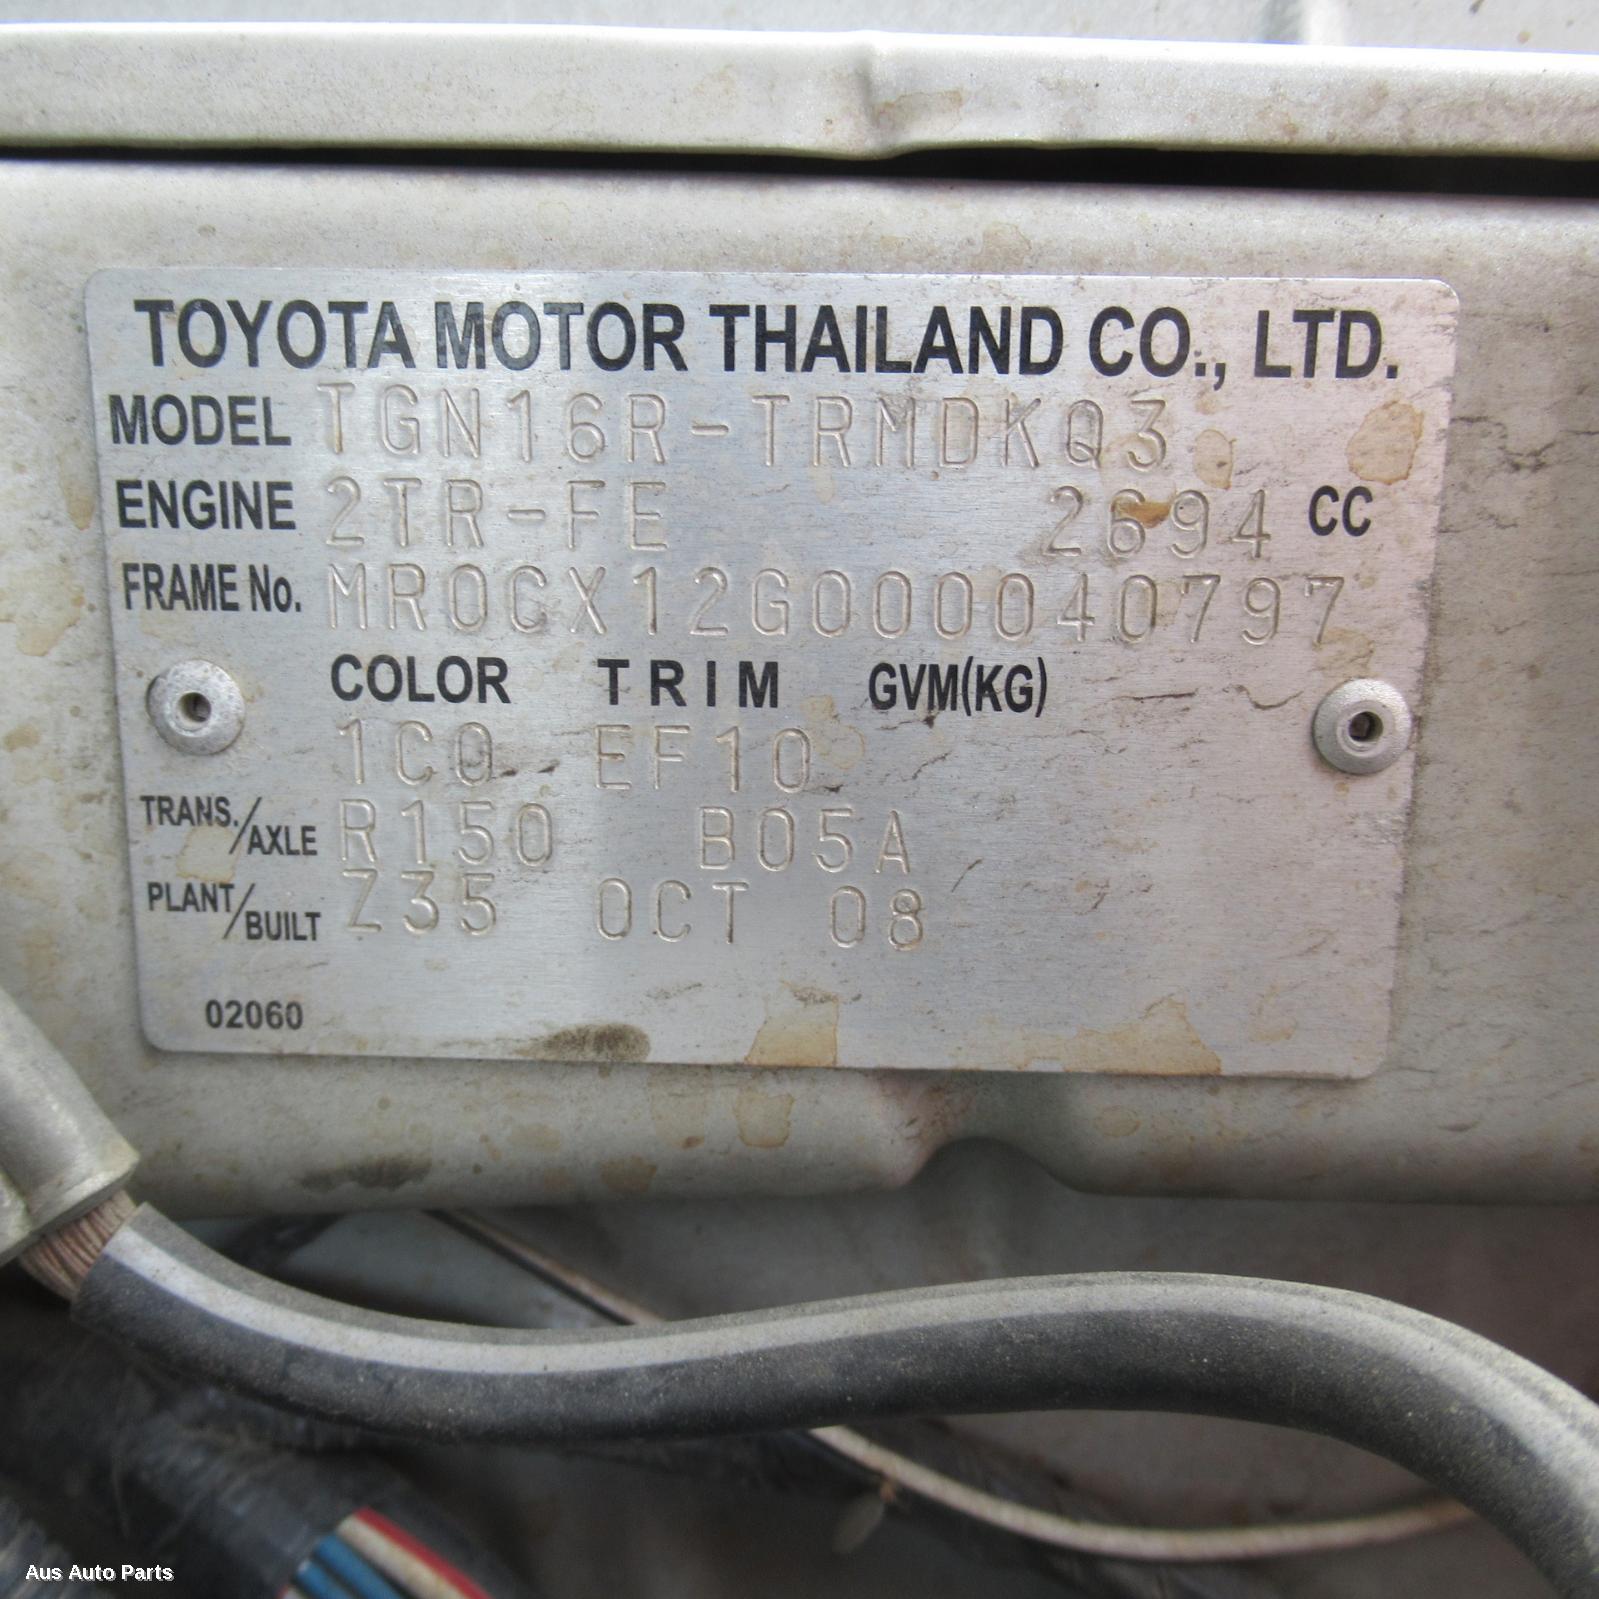 TOYOTA MOTOR THAILAND CO., LTD.
MODEL TGN16R-TRMDKQ3
ENGINE 2TR-FE 2694 CC
FRAME No. MR0CX12G000040797
COLOR TRIM GVM(KG)
1C0 EF10
TRANS./AXLE R150 B05A
PLANT/BUILT Z35 OCT 08
02060
Aus Auto Parts